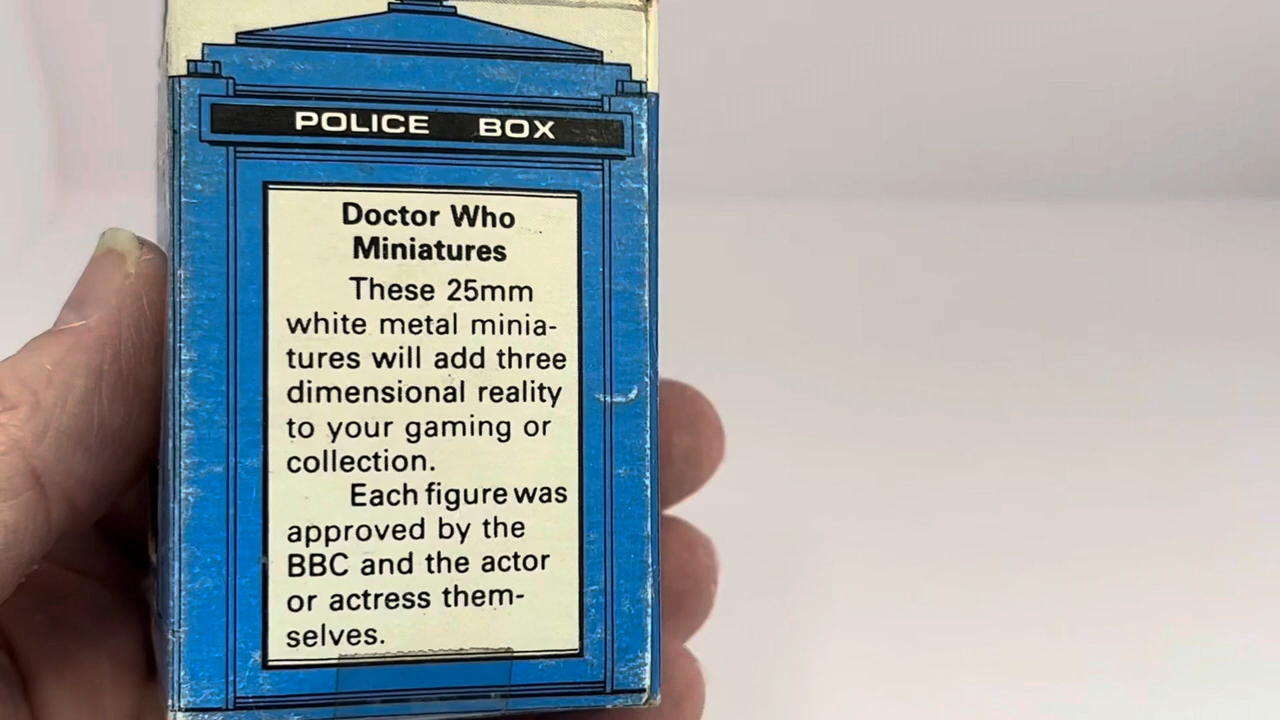 POLICE BOX
Doctor Who
Miniatures
These 25mm
white metal minia-
tures will add three
dimensional reality
to your gaming or
collection.
Each figure was
approved by the
BBC and the actor
or actress them-
selves.